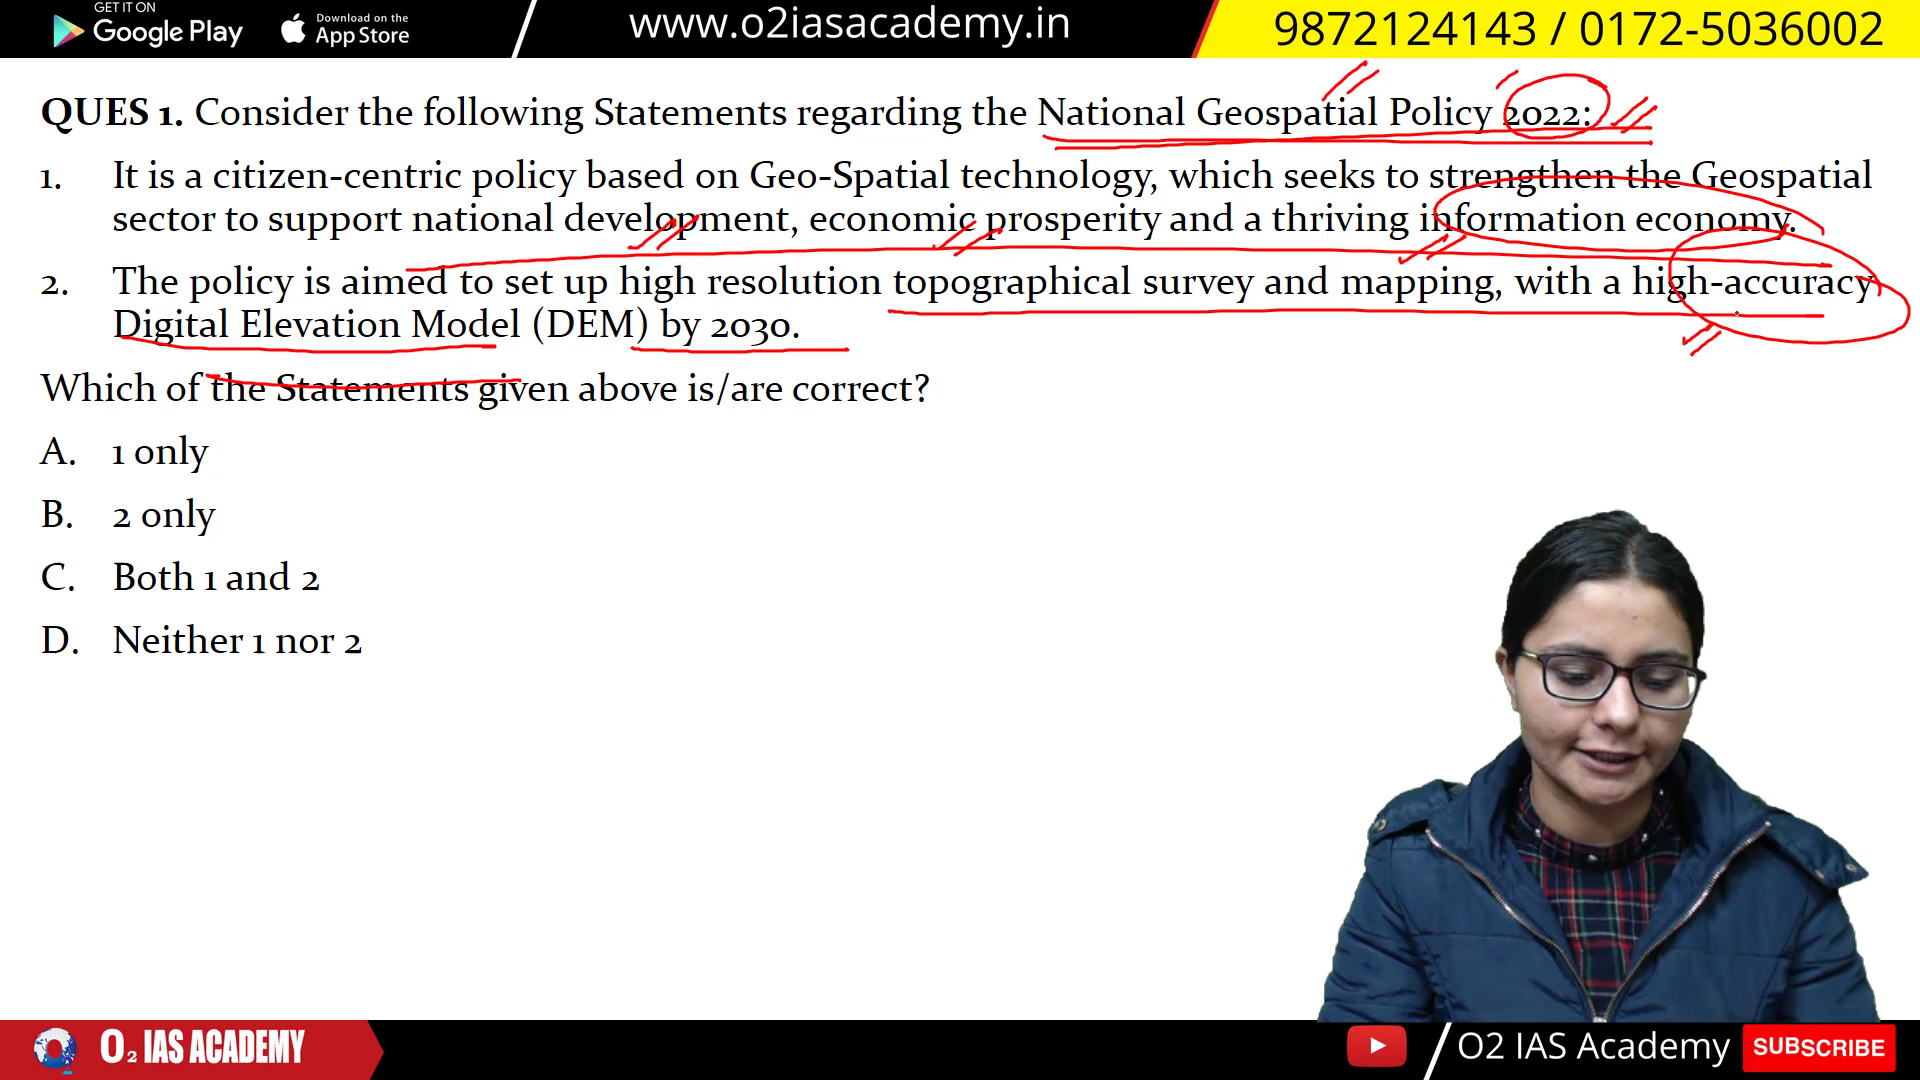 GET IT ON
Google Play
Download on the
App Store
www.o2iasacademy.in
9872124143 / 0172-5036002
QUES 1. Consider the following Statements regarding the National Geospatial Policy 2022:
1. It is a citizen-centric policy based on Geo-Spatial technology, which seeks to strengthen the Geospatial
sector to support national development, economic prosperity and a thriving information economy.
2. The policy is aimed to set up high resolution topographical survey and mapping, with a high-accuracy
Digital Elevation Model (DEM) by 2030.
Which of the Statements given above is/are correct?
A. 1 only
B. 2 only
C. Both 1 and 2
D. Neither 1 nor 2
O2 IAS ACADEMY
O2 IAS Academy
SUBSCRIBE